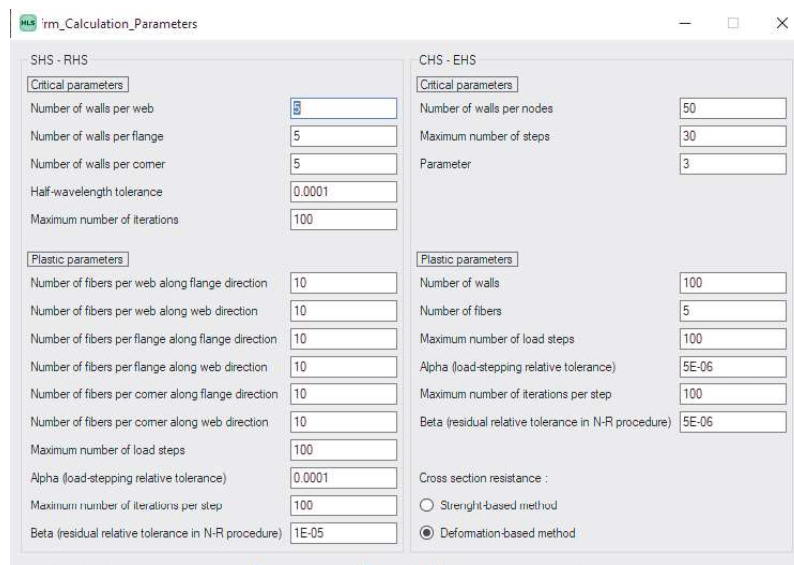 HLS frm_Calculation_Parameters
SHS - RHS
Critical parameters
Number of walls per web 5
Number of walls per flange 5
Number of walls per corner 5
Half-wavelength tolerance 0.0001
Maximum number of iterations 100
Plastic parameters
Number of fibers per web along flange direction 10
Number of fibers per web along web direction 10
Number of fibers per flange along flange direction 10
Number of fibers per flange along web direction 10
Number of fibers per corner along flange direction 10
Number of fibers per corner along web direction 10
Maximum number of load steps 100
Alpha (load-stepping relative tolerance) 0.0001
Maximum number of iterations per step 100
Beta (residual relative tolerance in N-R procedure) 1E-05
CHS - EHS
Critical parameters
Number of walls per nodes 50
Maximum number of steps 30
Parameter 3
Plastic parameters
Number of walls 100
Number of fibers 5
Maximum number of load steps 100
Alpha (load-stepping relative tolerance) 5E-06
Maximum number of iterations per step 100
Beta (residual relative tolerance in N-R procedure) 5E-06
Cross section resistance :
Strenght-based method
Deformation-based method